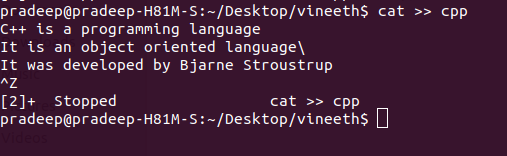 pradeep@pradeep-H81M-S:~/Desktop/vineeth$ cat >> cpp
C++ is a programming language
It is an object oriented language\
It was developed by Bjarne Stroustrup
^Z
[2]+  Stopped                 cat >> cpp
pradeep@pradeep-H81M-S:~/Desktop/vineeth$